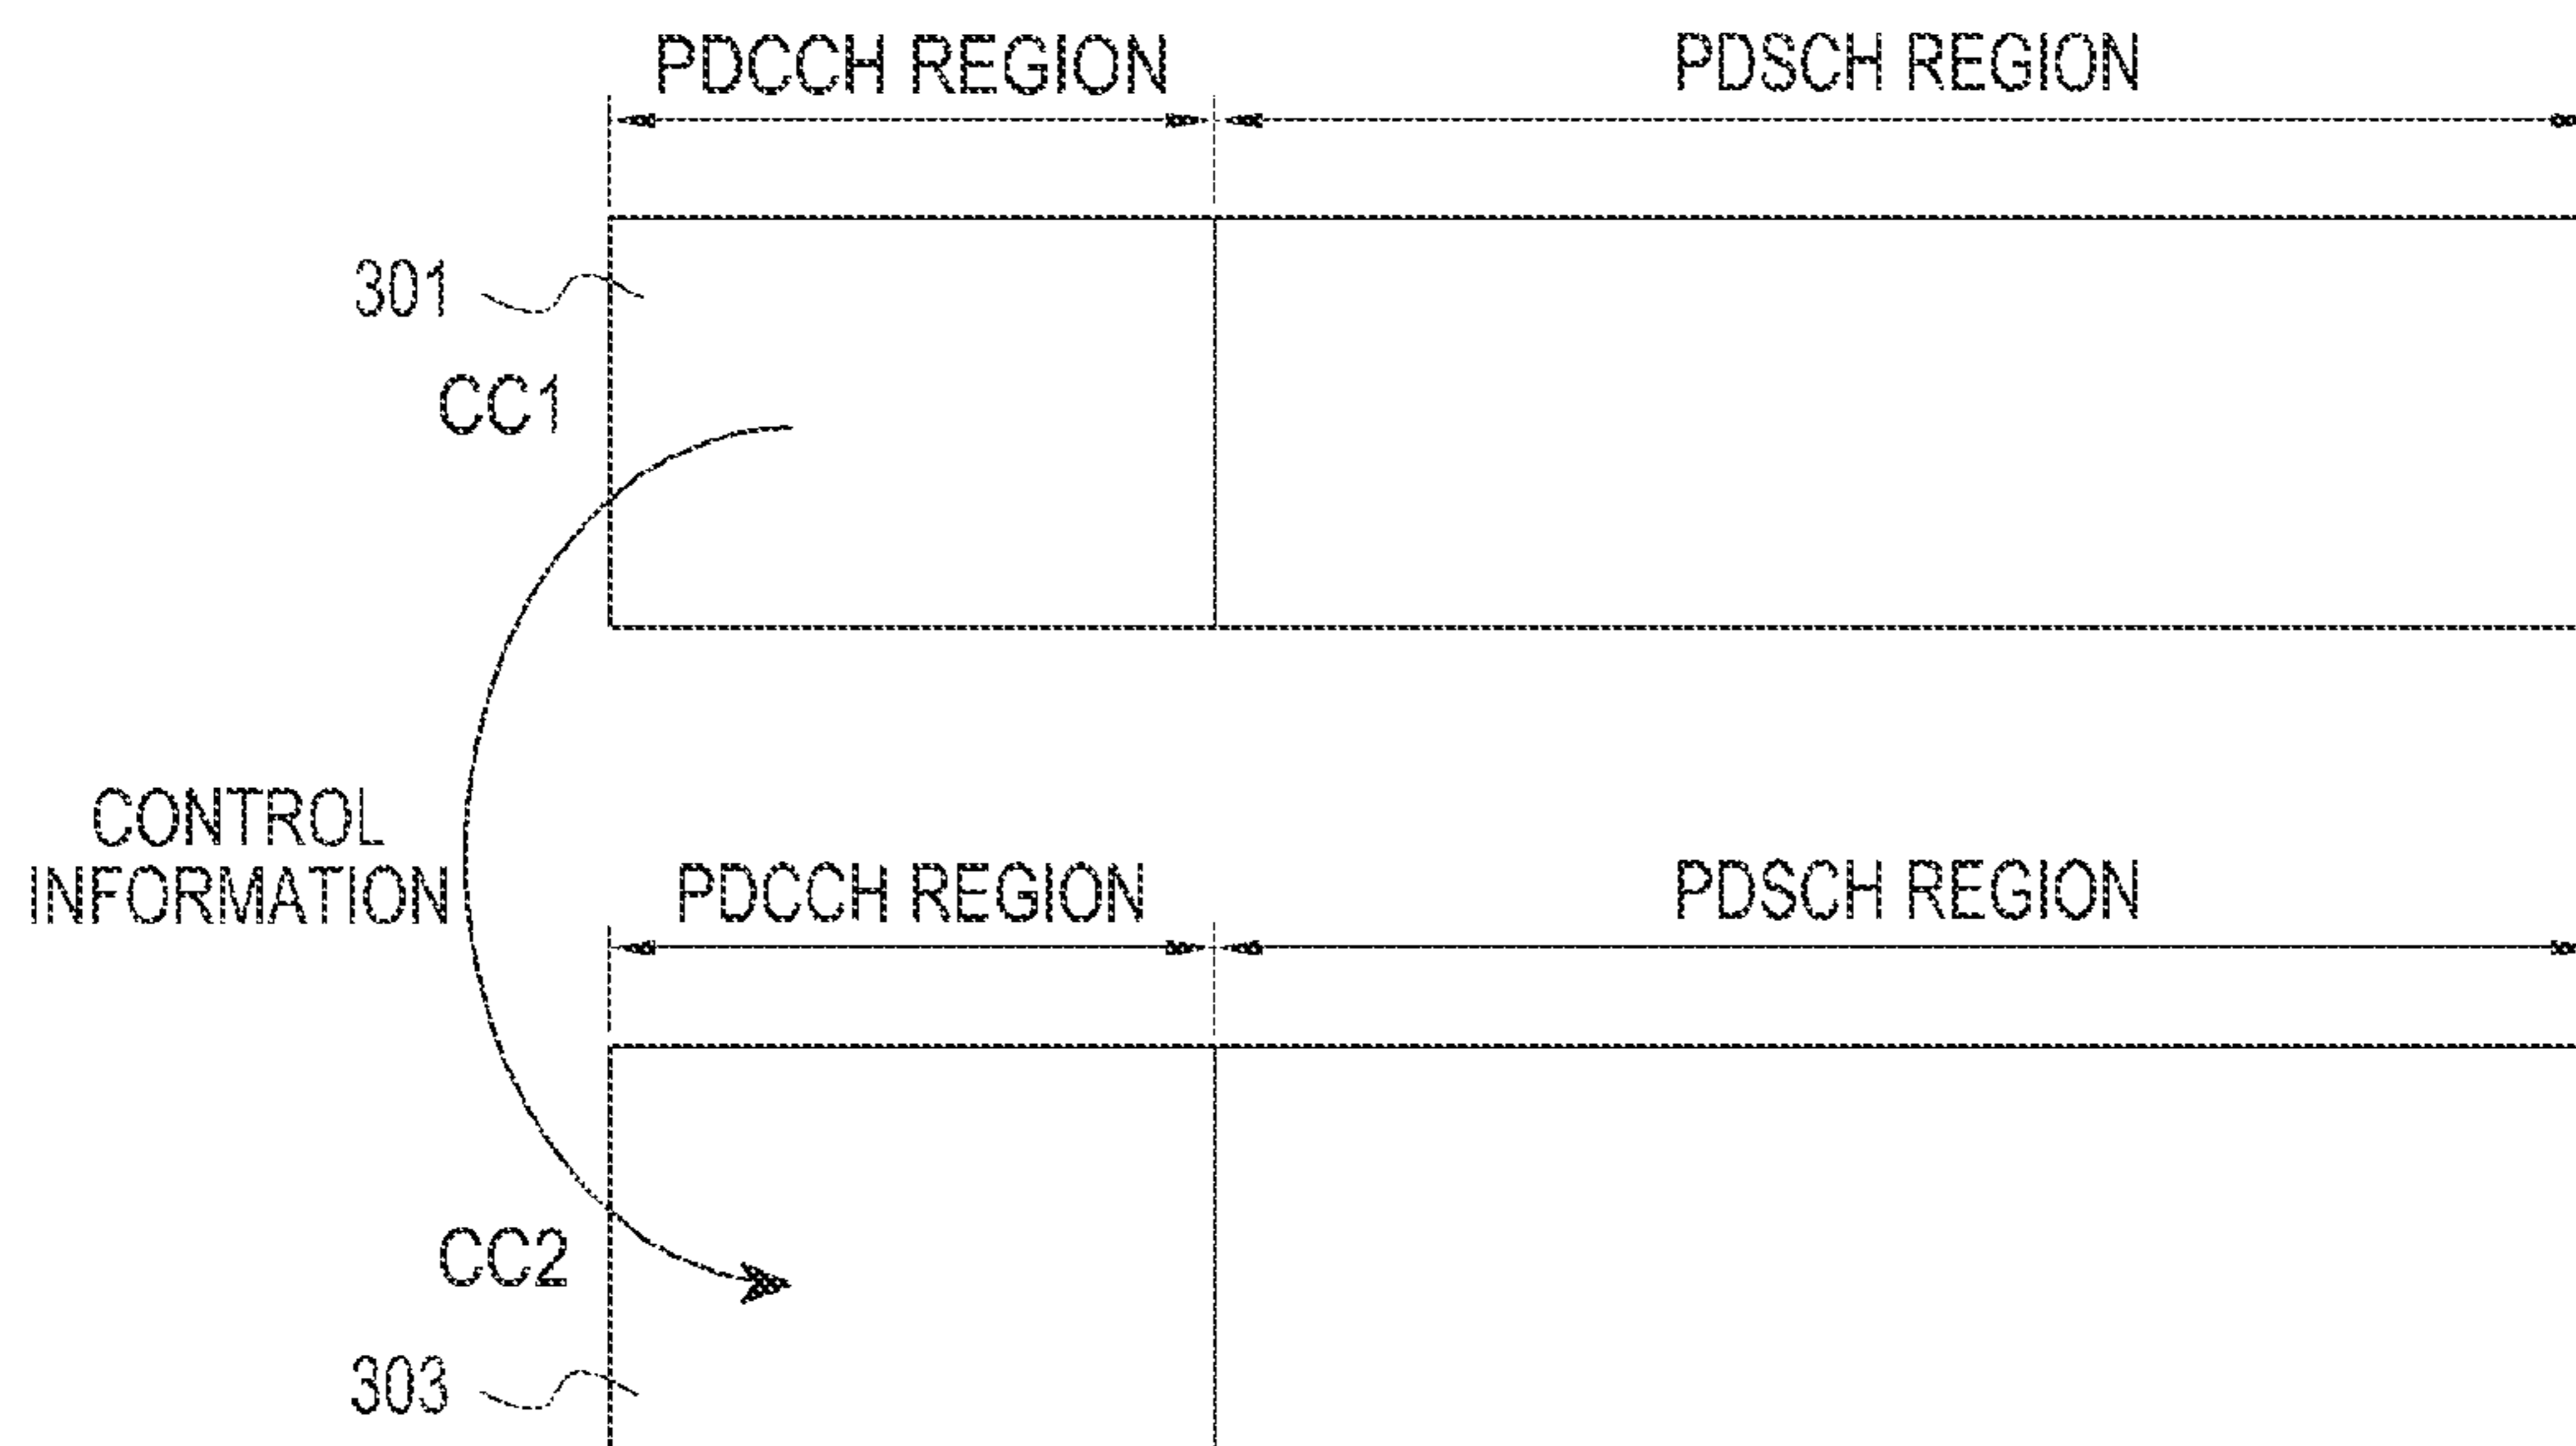 PDCCH REGION
PDSCH REGION
301
CC1
CONTROL
INFORMATION
PDCCH REGION
PDSCH REGION
CC2
303